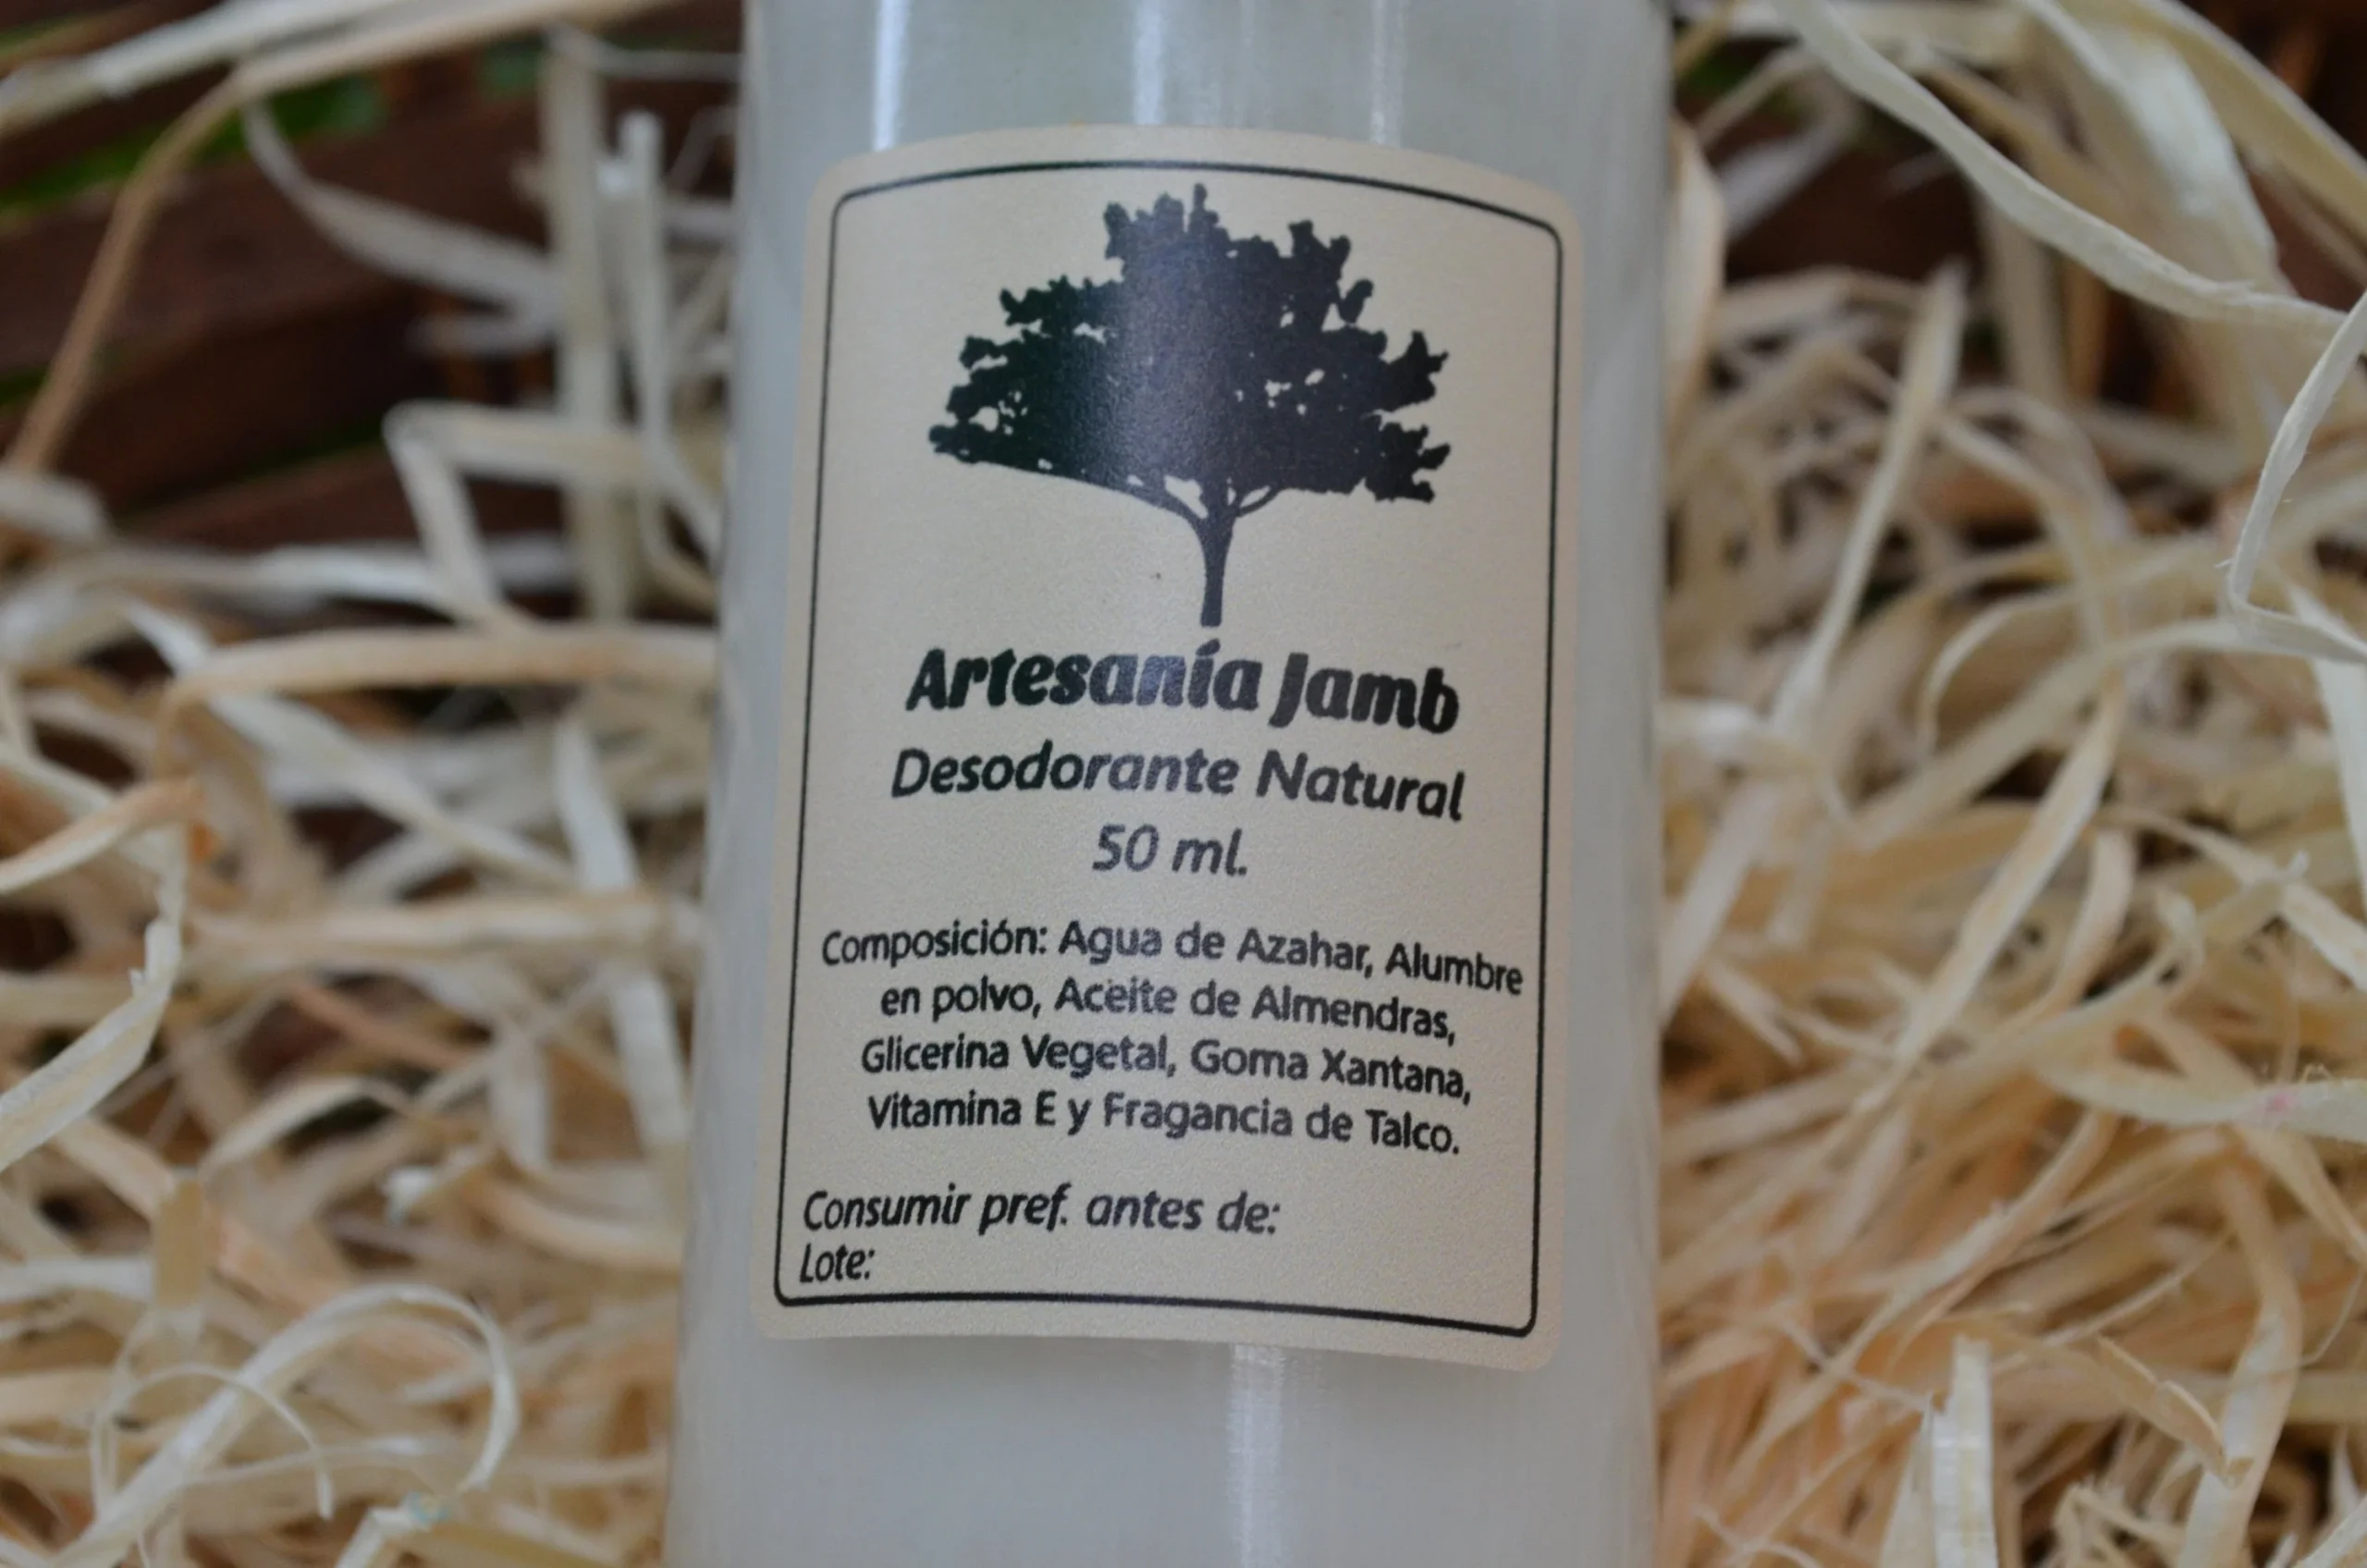 Artesanía Jamb
Desodorante Natural
50 ml.
Composición: Agua de Azahar, Alumbre
en polvo, Aceite de Almendras,
Glicerina Vegetal, Goma Xantana,
Vitamina E y Fragancia de Talco.
Consumir pref. antes de:
Lote: